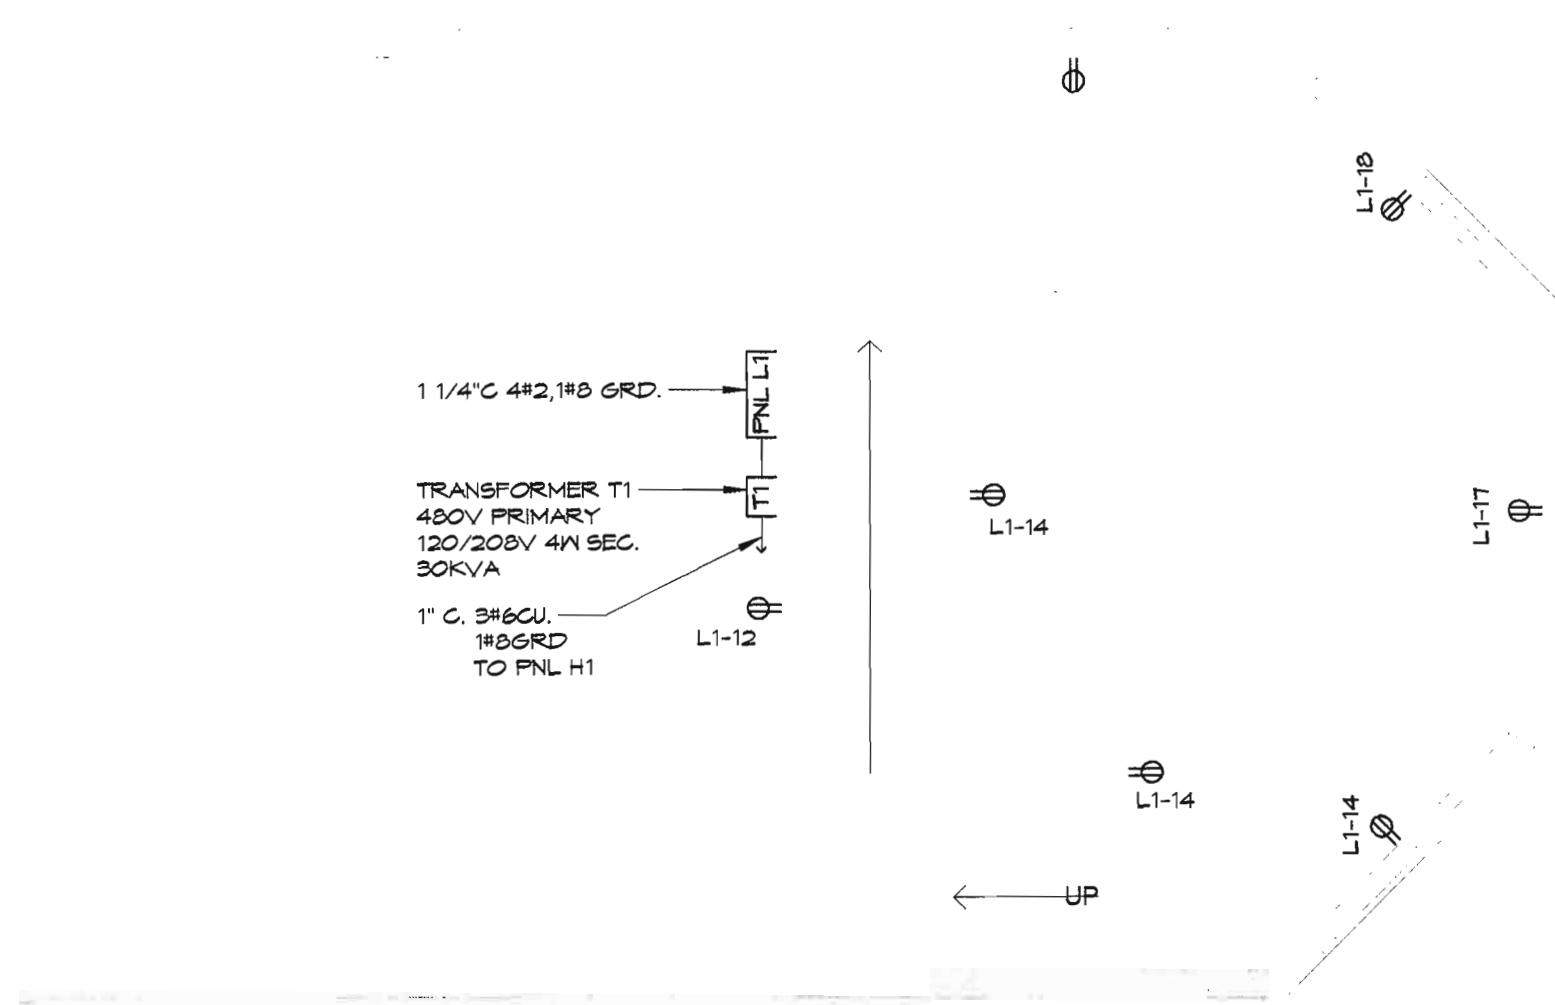 L1-18
1 1/4"C 4#2,1#8 GRD.
PNL L1
TRANSFORMER T1
480V PRIMARY
120/208V 4W SEC.
30KVA
T1
L1-14
L1-17
1" C. 3#6CU.
1#8GRD
TO PNL H1
L1-12
L1-14
L1-14
UP